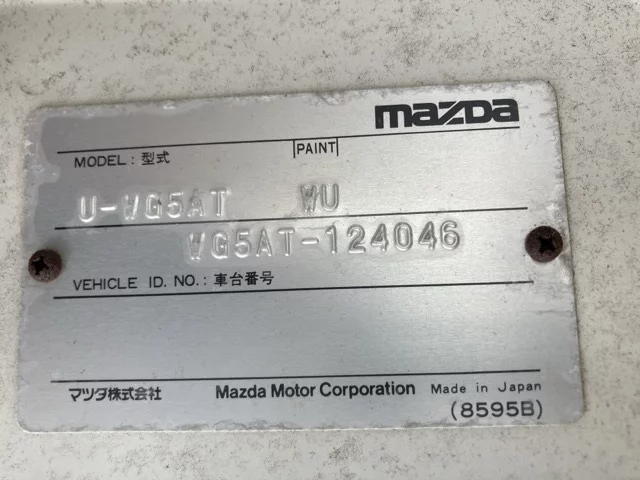 mazda
MODEL: 型式 PAINT
U-WG5AT WU
WG5AT-124046
VEHICLE ID. NO.: 車台番号
マツダ株式会社 Mazda Motor Corporation Made in Japan
(8595B)